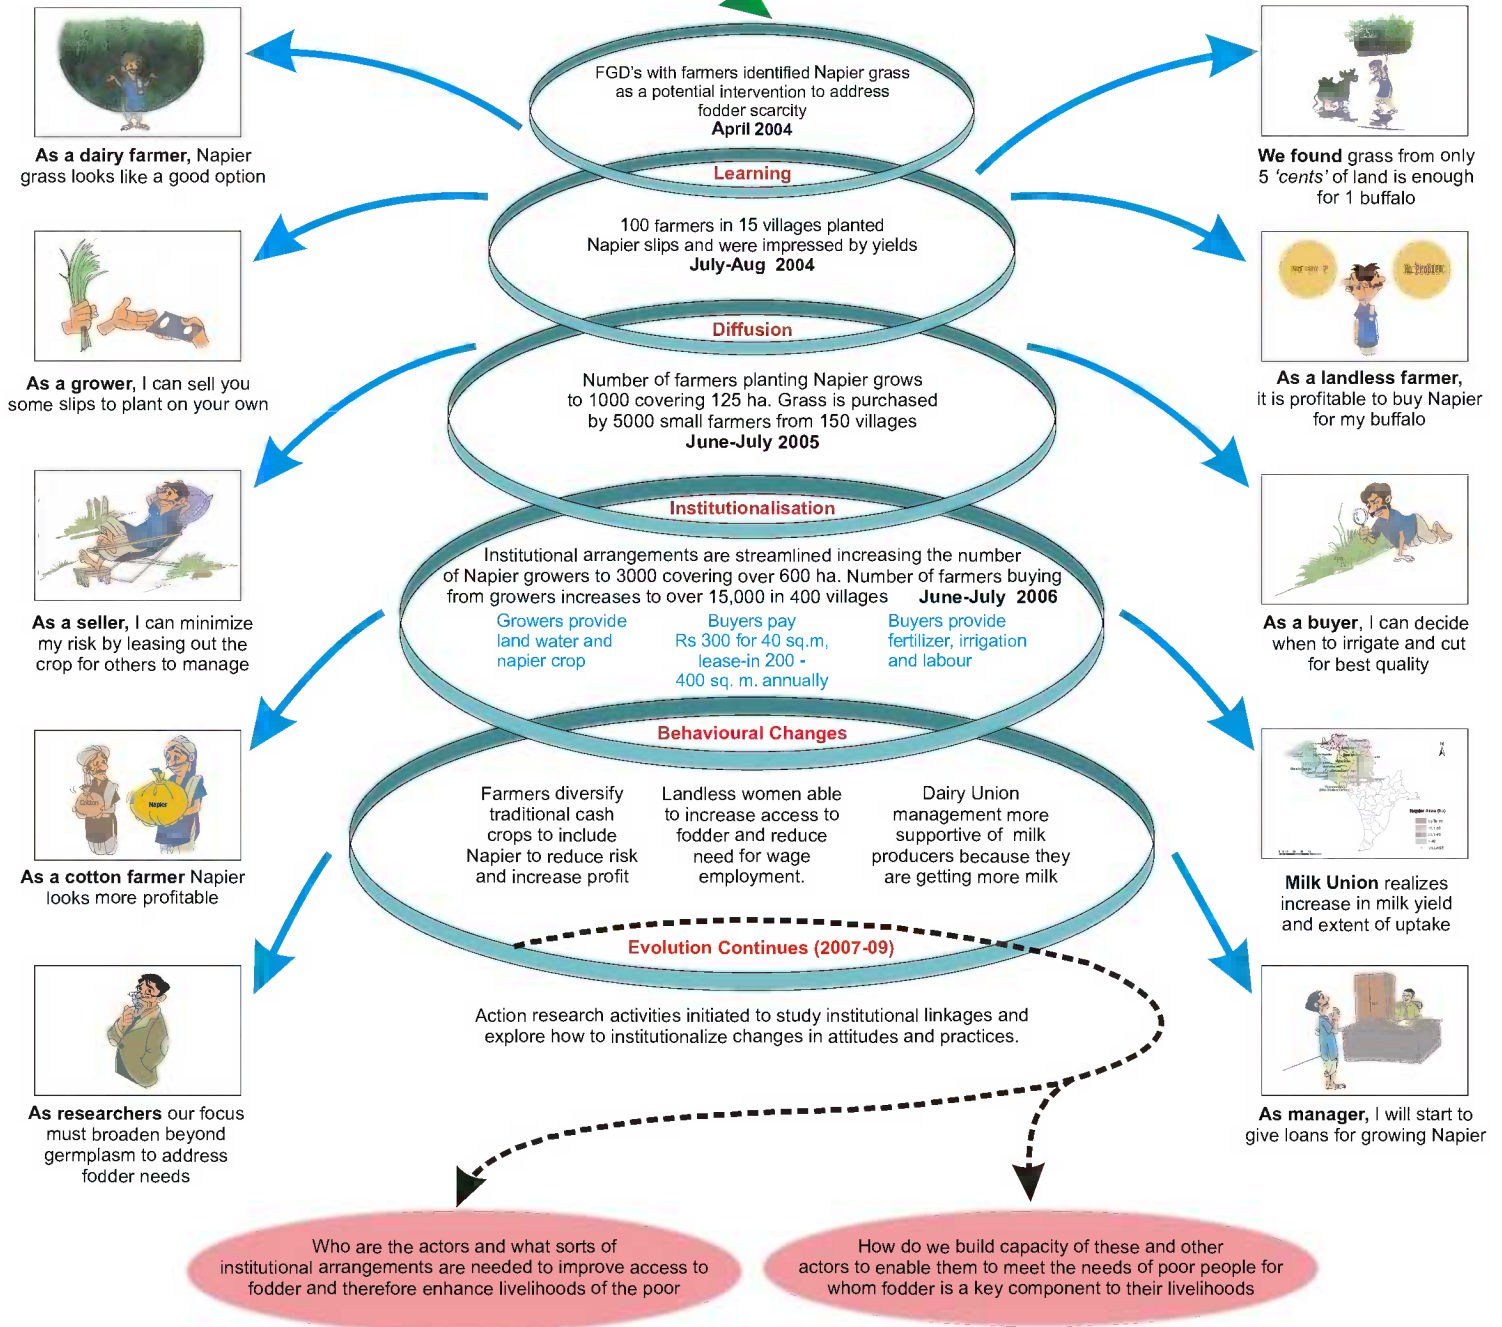 FGD's with farmers identified Napier grass
as a potential intervention to address
fodder scarcity
April 2004
Learning
100 farmers in 15 villages planted
Napier slips and were impressed by yields
July-Aug 2004
Diffusion
Number of farmers planting Napier grows
to 1000 covering 125 ha. Grass is purchased
by 5000 small farmers from 150 villages
June-July 2005
Institutionalisation
Institutional arrangements are streamlined increasing the number
of Napier growers to 3000 covering over 600 ha. Number of farmers buying
from growers increases to over 15,000 in 400 villages June-July 2006
Growers provide
land water and
napier crop
Buyers pay
Rs 300 for 40 sq.m,
lease-in 200 -
400 sq. m. annually
Buyers provide
fertilizer, irrigation
and labour
Behavioural Changes
Farmers diversify
traditional cash
crops to include
Napier to reduce risk
and increase profit
Landless women able
to increase access to
fodder and reduce
need for wage
employment.
Dairy Union
management more
supportive of milk
producers because they
are getting more milk
Evolution Continues (2007-09)
Action research activities initiated to study institutional linkages and
explore how to institutionalize changes in attitudes and practices.
As a dairy farmer, Napier
grass looks like a good option
As a grower, I can sell you
some slips to plant on your own
As a seller, I can minimize
my risk by leasing out the
crop for others to manage
Cotton
Napier
As a cotton farmer Napier
looks more profitable
As researchers our focus
must broaden beyond
germplasm to address
fodder needs
We found grass from only
5 'cents' of land is enough
for 1 buffalo
No Problem
As a landless farmer,
it is profitable to buy Napier
for my buffalo
As a buyer, I can decide
when to irrigate and cut
for best quality
N
Milk Union realizes
increase in milk yield
and extent of uptake
As manager, I will start to
give loans for growing Napier
Who are the actors and what sorts of
institutional arrangements are needed to improve access to
fodder and therefore enhance livelihoods of the poor
How do we build capacity of these and other
actors to enable them to meet the needs of poor people for
whom fodder is a key component to their livelihoods